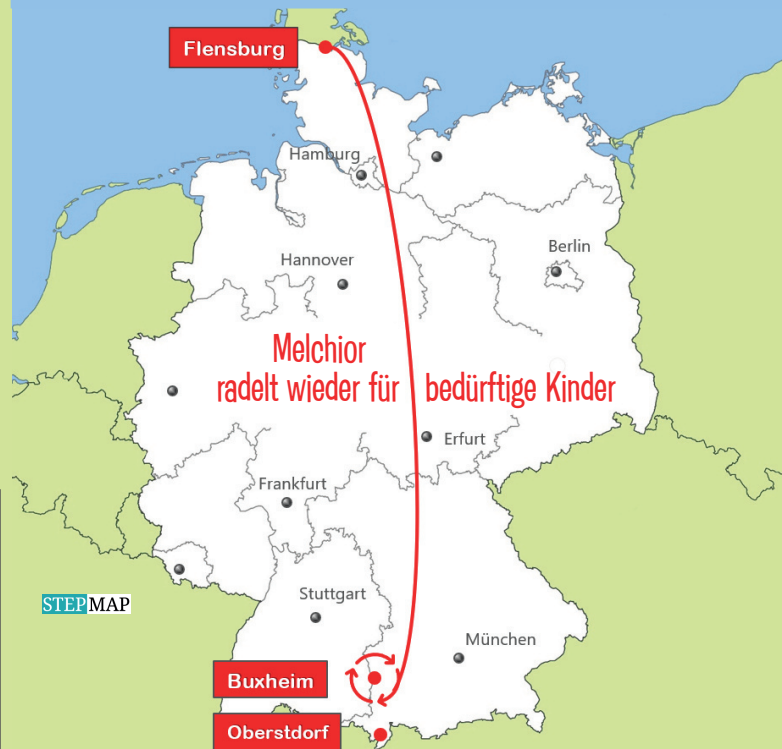 Flensburg
Hamburg
Berlin
Hannover
Melchior
radelt wieder für bedürftige Kinder
Erfurt
Frankfurt
Stuttgart
STEPMAP
München
Buxheim
Oberstdorf